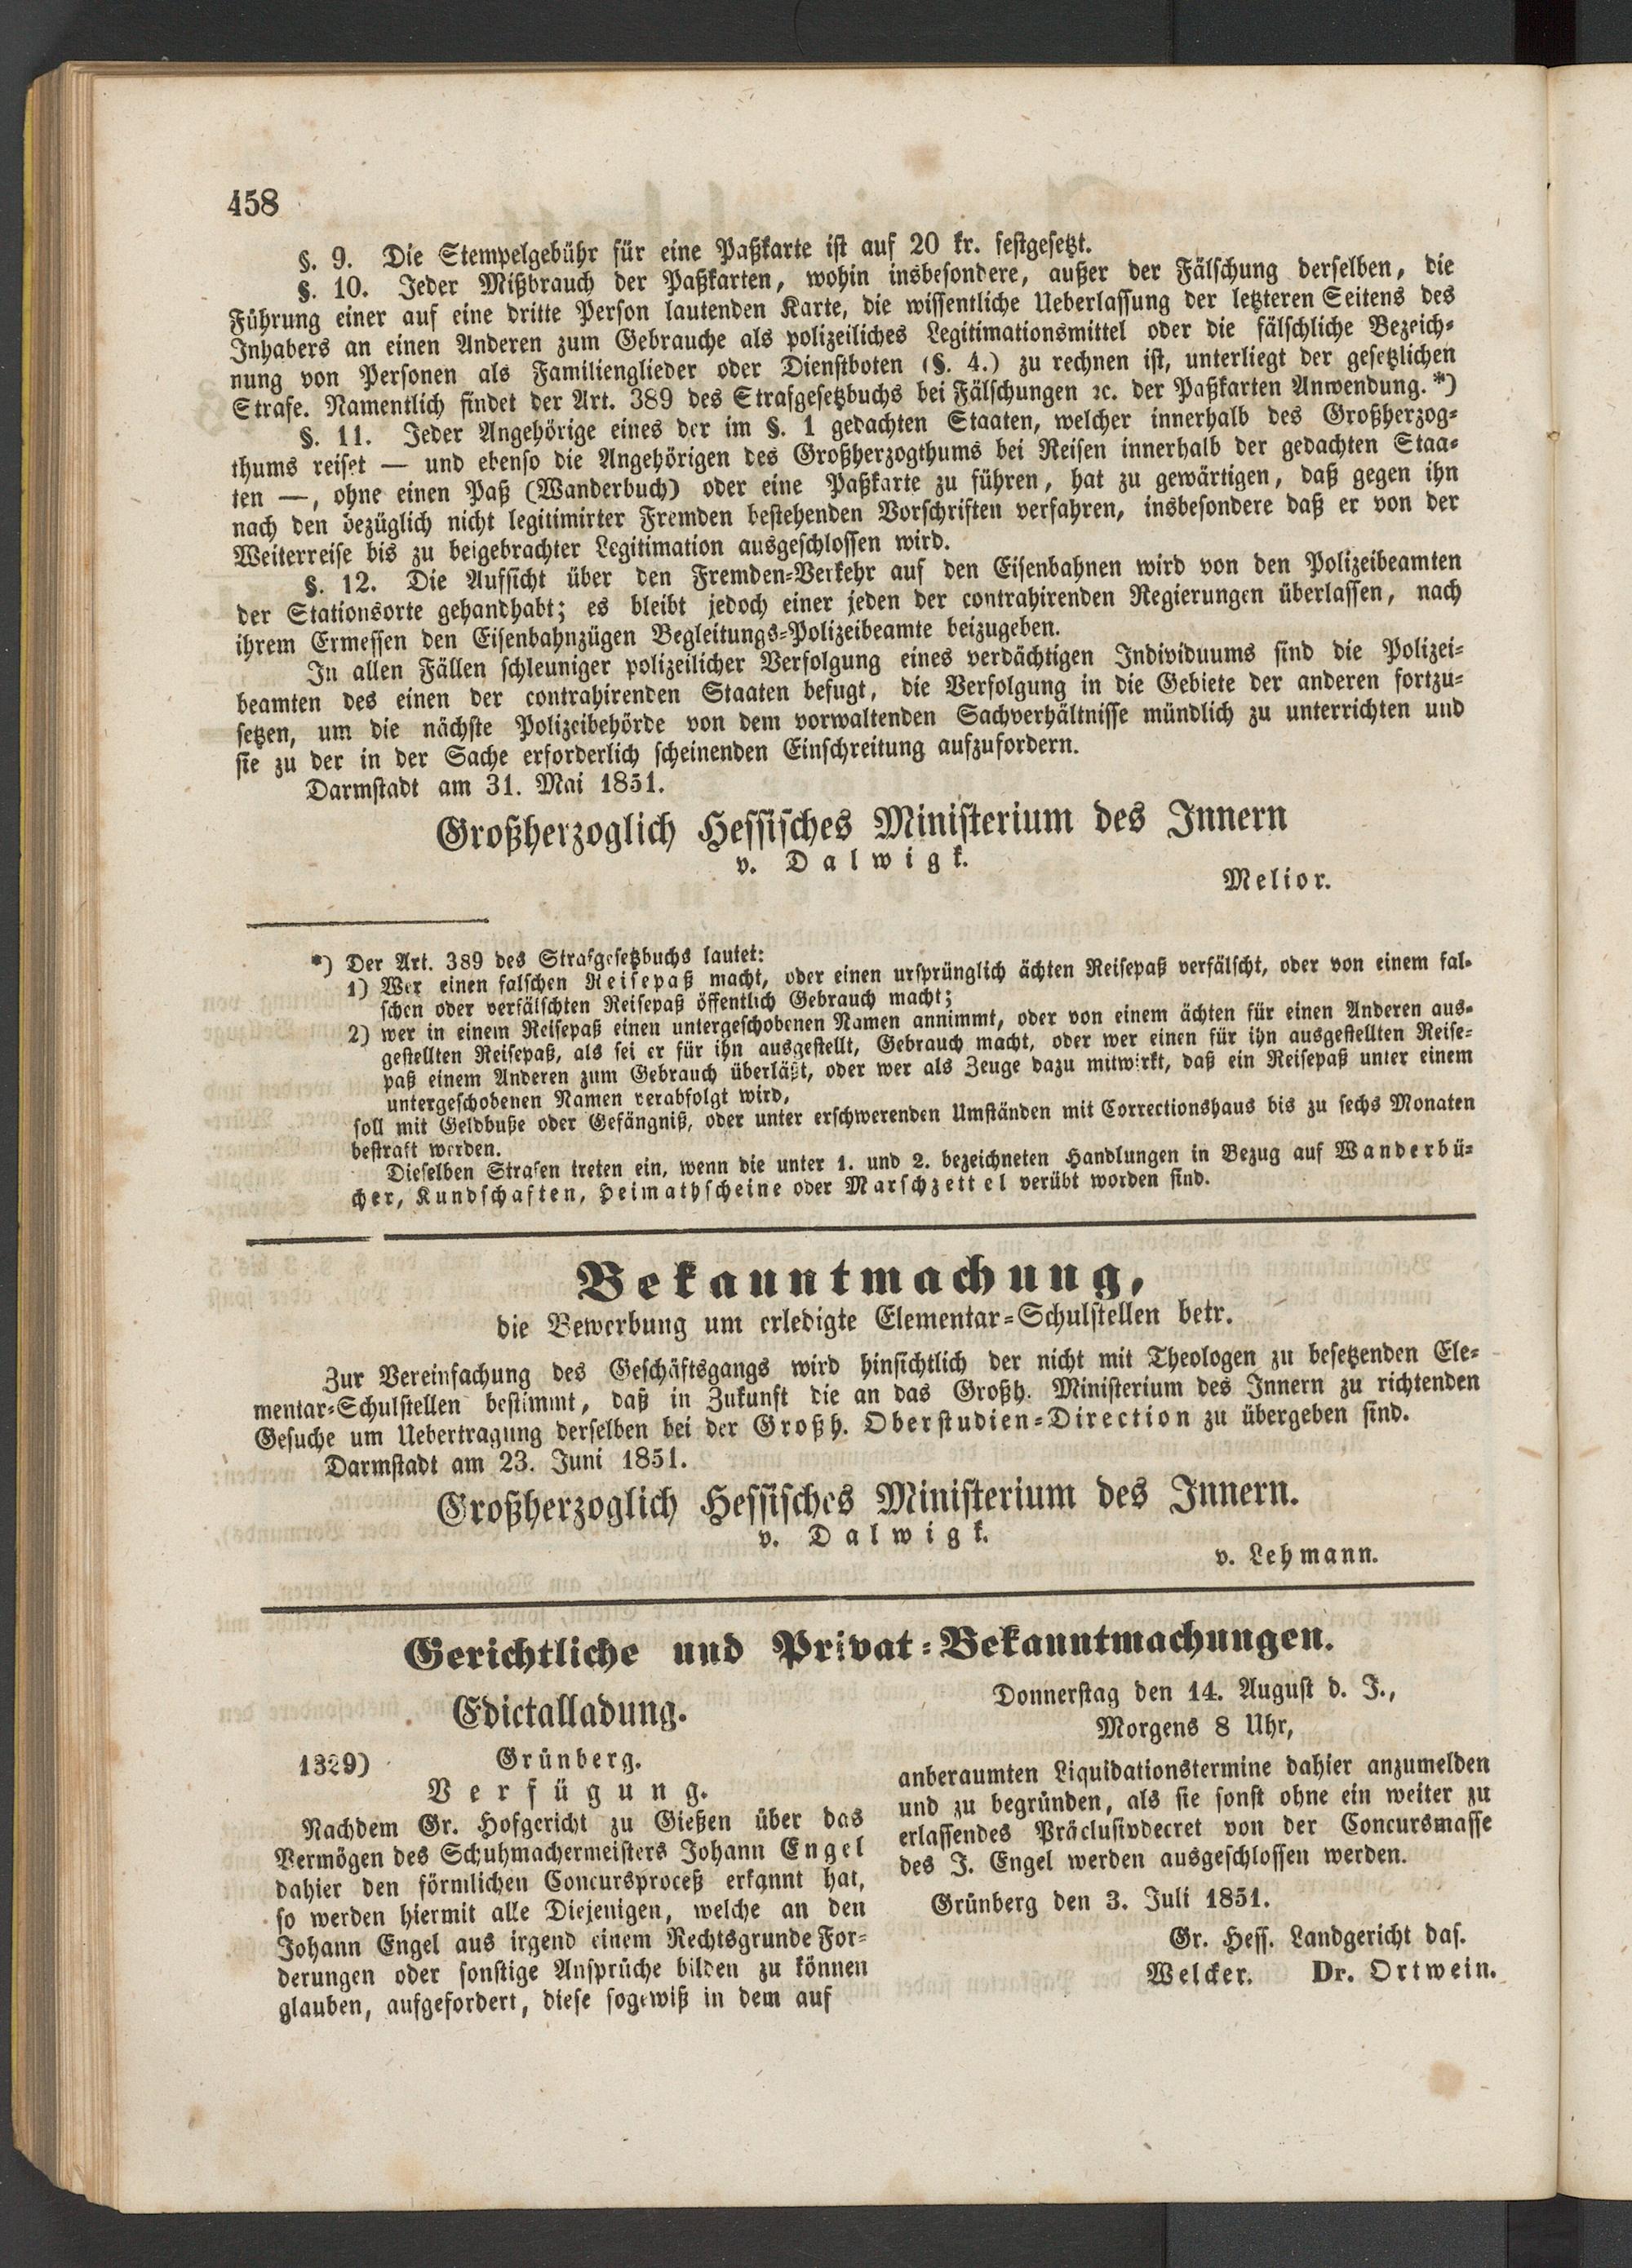 458
§. 9. Die Stempelgebühr für eine Paßkarte ist auf 20 kr. festgesetzt.
§. 10. Jeder Mißbrauch der Paßkarten, wohin insbesondere, außer der Fälschung derselben, die
Führung einer auf eine dritte Person lautenden Karte, die wissentliche Ueberlassung der letzteren Seitens des
Inhabers an einen Anderen zum Gebrauche als polizeiliches Legitimationsmittel oder die fälschliche Bezeich-
nung von Personen als Familienglieder oder Dienstboten (§. 4.) zu rechnen ist, unterliegt der gesetzlichen
Strafe. Namentlich findet der Art. 389 des Strafgesetzbuchs bei Fälschungen ꝛc. der Paßkarten Anwendung. *)
§. 11. Jeder Angehörige eines der im §. 1 gedachten Staaten, welcher innerhalb des Großherzog-
thums reiset — und ebenso die Angehörigen des Großherzogthums bei Reisen innerhalb der gedachten Staa-
ten —, ohne einen Paß (Wanderbuch) oder eine Paßkarte zu führen, hat zu gewärtigen, daß gegen ihn
nach den bezüglich nicht legitimirter Fremden bestehenden Vorschriften verfahren, insbesondere daß er von der
Weiterreise bis zu beigebrachter Legitimation ausgeschlossen wird.
§. 12. Die Aufsicht über den Fremden-Verkehr auf den Eisenbahnen wird von den Polizeibeamten
der Stationsorte gehandhabt; es bleibt jedoch einer jeden der contrahirenden Regierungen überlassen, nach
ihrem Ermessen den Eisenbahnzügen Begleitungs-Polizeibeamte beizugeben.
In allen Fällen schleuniger polizeilicher Verfolgung eines verdächtigen Individuums sind die Polizei-
beamten des einen der contrahirenden Staaten befugt, die Verfolgung in die Gebiete der anderen fortzu-
setzen, um die nächste Polizeibehörde von dem vorwaltenden Sachverhältnisse mündlich zu unterrichten und
sie zu der in der Sache erforderlich scheinenden Einschreitung aufzufordern.
Darmstadt am 31. Mai 1851.
Großherzoglich Hessisches Ministerium des Innern
v. Dalwigk.
Melior.
*) Der Art. 389 des Strafgesetzbuchs lautet:
1) Wer einen falschen Reisepaß macht, oder einen ursprünglich ächten Reisepaß verfälscht, oder von einem fal-
schen oder verfälschten Reisepaß öffentlich Gebrauch macht;
2) wer in einem Reisepaß einen untergeschobenen Namen annimmt, oder von einem ächten für einen Anderen aus-
gestellten Reisepaß, als sei er für ihn ausgestellt, Gebrauch macht, oder wer einen für ihn ausgestellten Reise-
paß einem Anderen zum Gebrauch überläßt, oder wer als Zeuge dazu mitwirkt, daß ein Reisepaß unter einem
untergeschobenen Namen verabfolgt wird,
soll mit Geldbuße oder Gefängniß, oder unter erschwerenden Umständen mit Correctionshaus bis zu sechs Monaten
bestraft werden.
Dieselben Strafen treten ein, wenn die unter 1. und 2. bezeichneten Handlungen in Bezug auf Wanderbü-
cher, Kundschaften, Heimathscheine oder Marschzettel verübt worden sind.
Bekanntmachung,
die Bewerbung um erledigte Elementar-Schulstellen betr.
Zur Vereinfachung des Geschäftsgangs wird hinsichtlich der nicht mit Theologen zu besetzenden Ele-
mentar-Schulstellen bestimmt, daß in Zukunft die an das Großh. Ministerium des Innern zu richtenden
Gesuche um Uebertragung derselben bei der Großh. Oberstudien-Direction zu übergeben sind.
Darmstadt am 23. Juni 1851.
Großherzoglich Hessisches Ministerium des Innern.
v. Dalwigk.
v. Lehmann.
Gerichtliche und Privat-Bekanntmachungen.
Edictalladung.
1329) Grünberg.
Verfügung.
Nachdem Gr. Hofgericht zu Gießen über das
Vermögen des Schuhmachermeisters Johann Engel
dahier den förmlichen Concursproceß erkannt hat,
so werden hiermit alle Diejenigen, welche an den
Johann Engel aus irgend einem Rechtsgrunde For-
derungen oder sonstige Ansprüche bilden zu können
glauben, aufgefordert, diese sogewiß in dem auf
Donnerstag den 14. August d. J.,
Morgens 8 Uhr,
anberaumten Liquidationstermine dahier anzumelden
und zu begründen, als sie sonst ohne ein weiter zu
erlassendes Präclusivdecret von der Concursmasse
des J. Engel werden ausgeschlossen werden.
Grünberg den 3. Juli 1851.
Gr. Hess. Landgericht das.
Welcker. Dr. Ortwein.